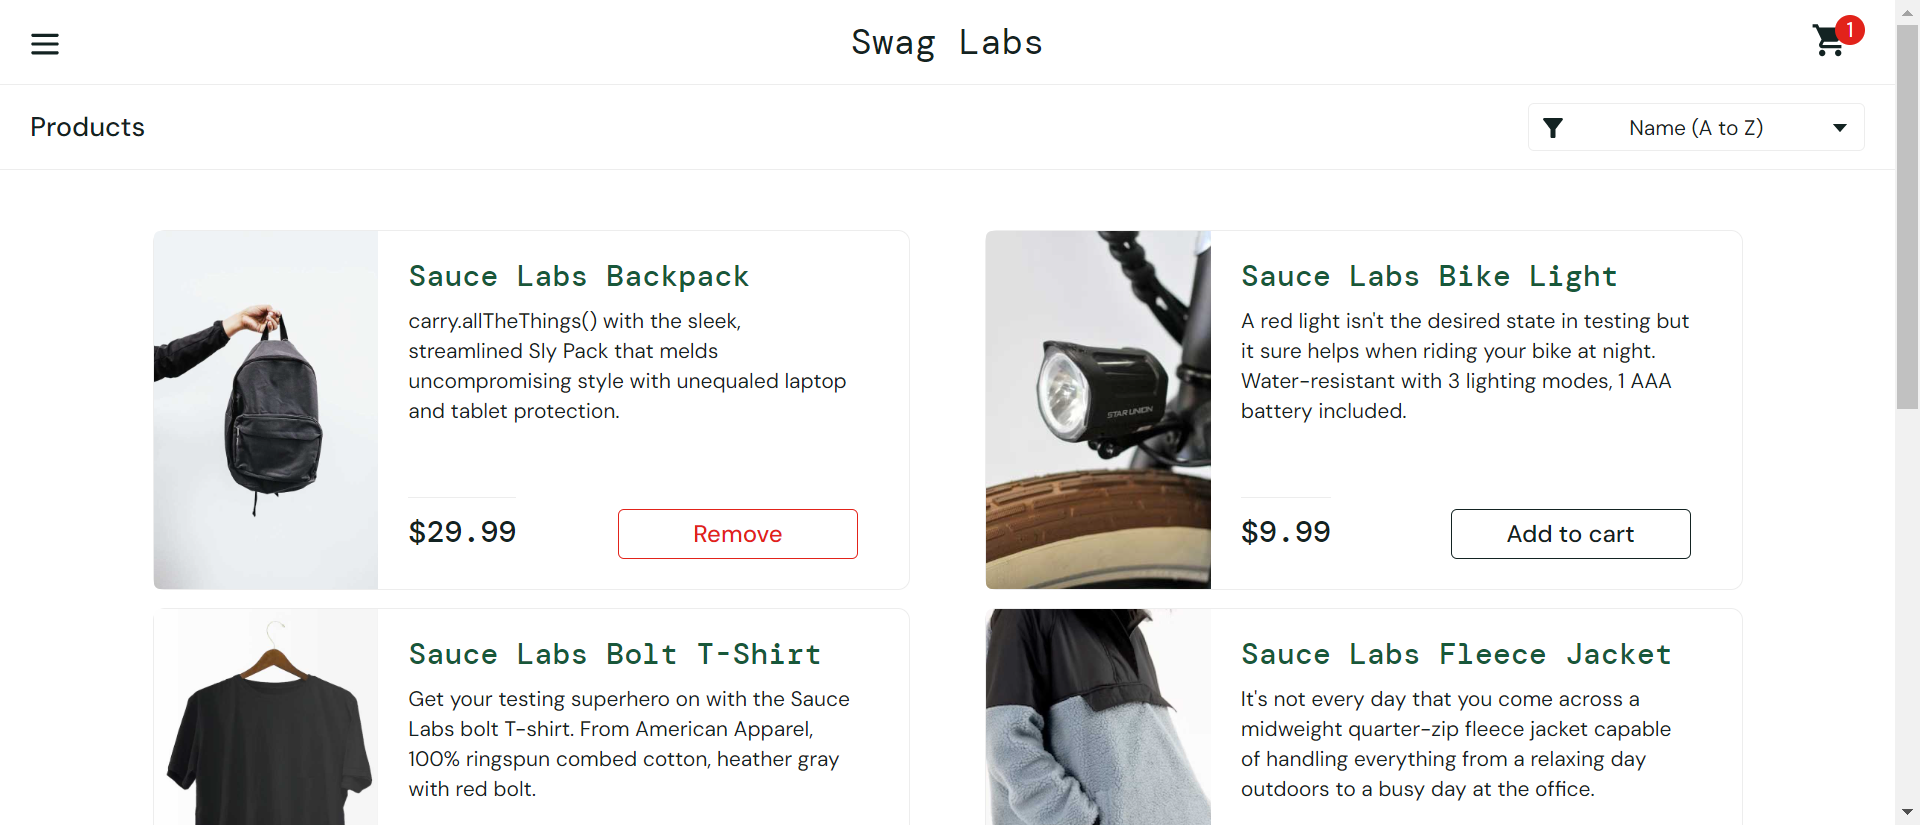 Swag Labs
1
Products
Name (A to Z)
Sauce Labs Backpack
carry.allTheThings() with the sleek,
streamlined Sly Pack that melds
uncompromising style with unequaled laptop
and tablet protection.
$29.99
Remove
STAR UNION
Sauce Labs Bike Light
A red light isn't the desired state in testing but
it sure helps when riding your bike at night.
Water-resistant with 3 lighting modes, 1 AAA
battery included.
$9.99
Add to cart
Sauce Labs Bolt T-Shirt
Get your testing superhero on with the Sauce
Labs bolt T-shirt. From American Apparel,
100% ringspun combed cotton, heather gray
with red bolt.
Sauce Labs Fleece Jacket
It's not every day that you come across a
midweight quarter-zip fleece jacket capable
of handling everything from a relaxing day
outdoors to a busy day at the office.